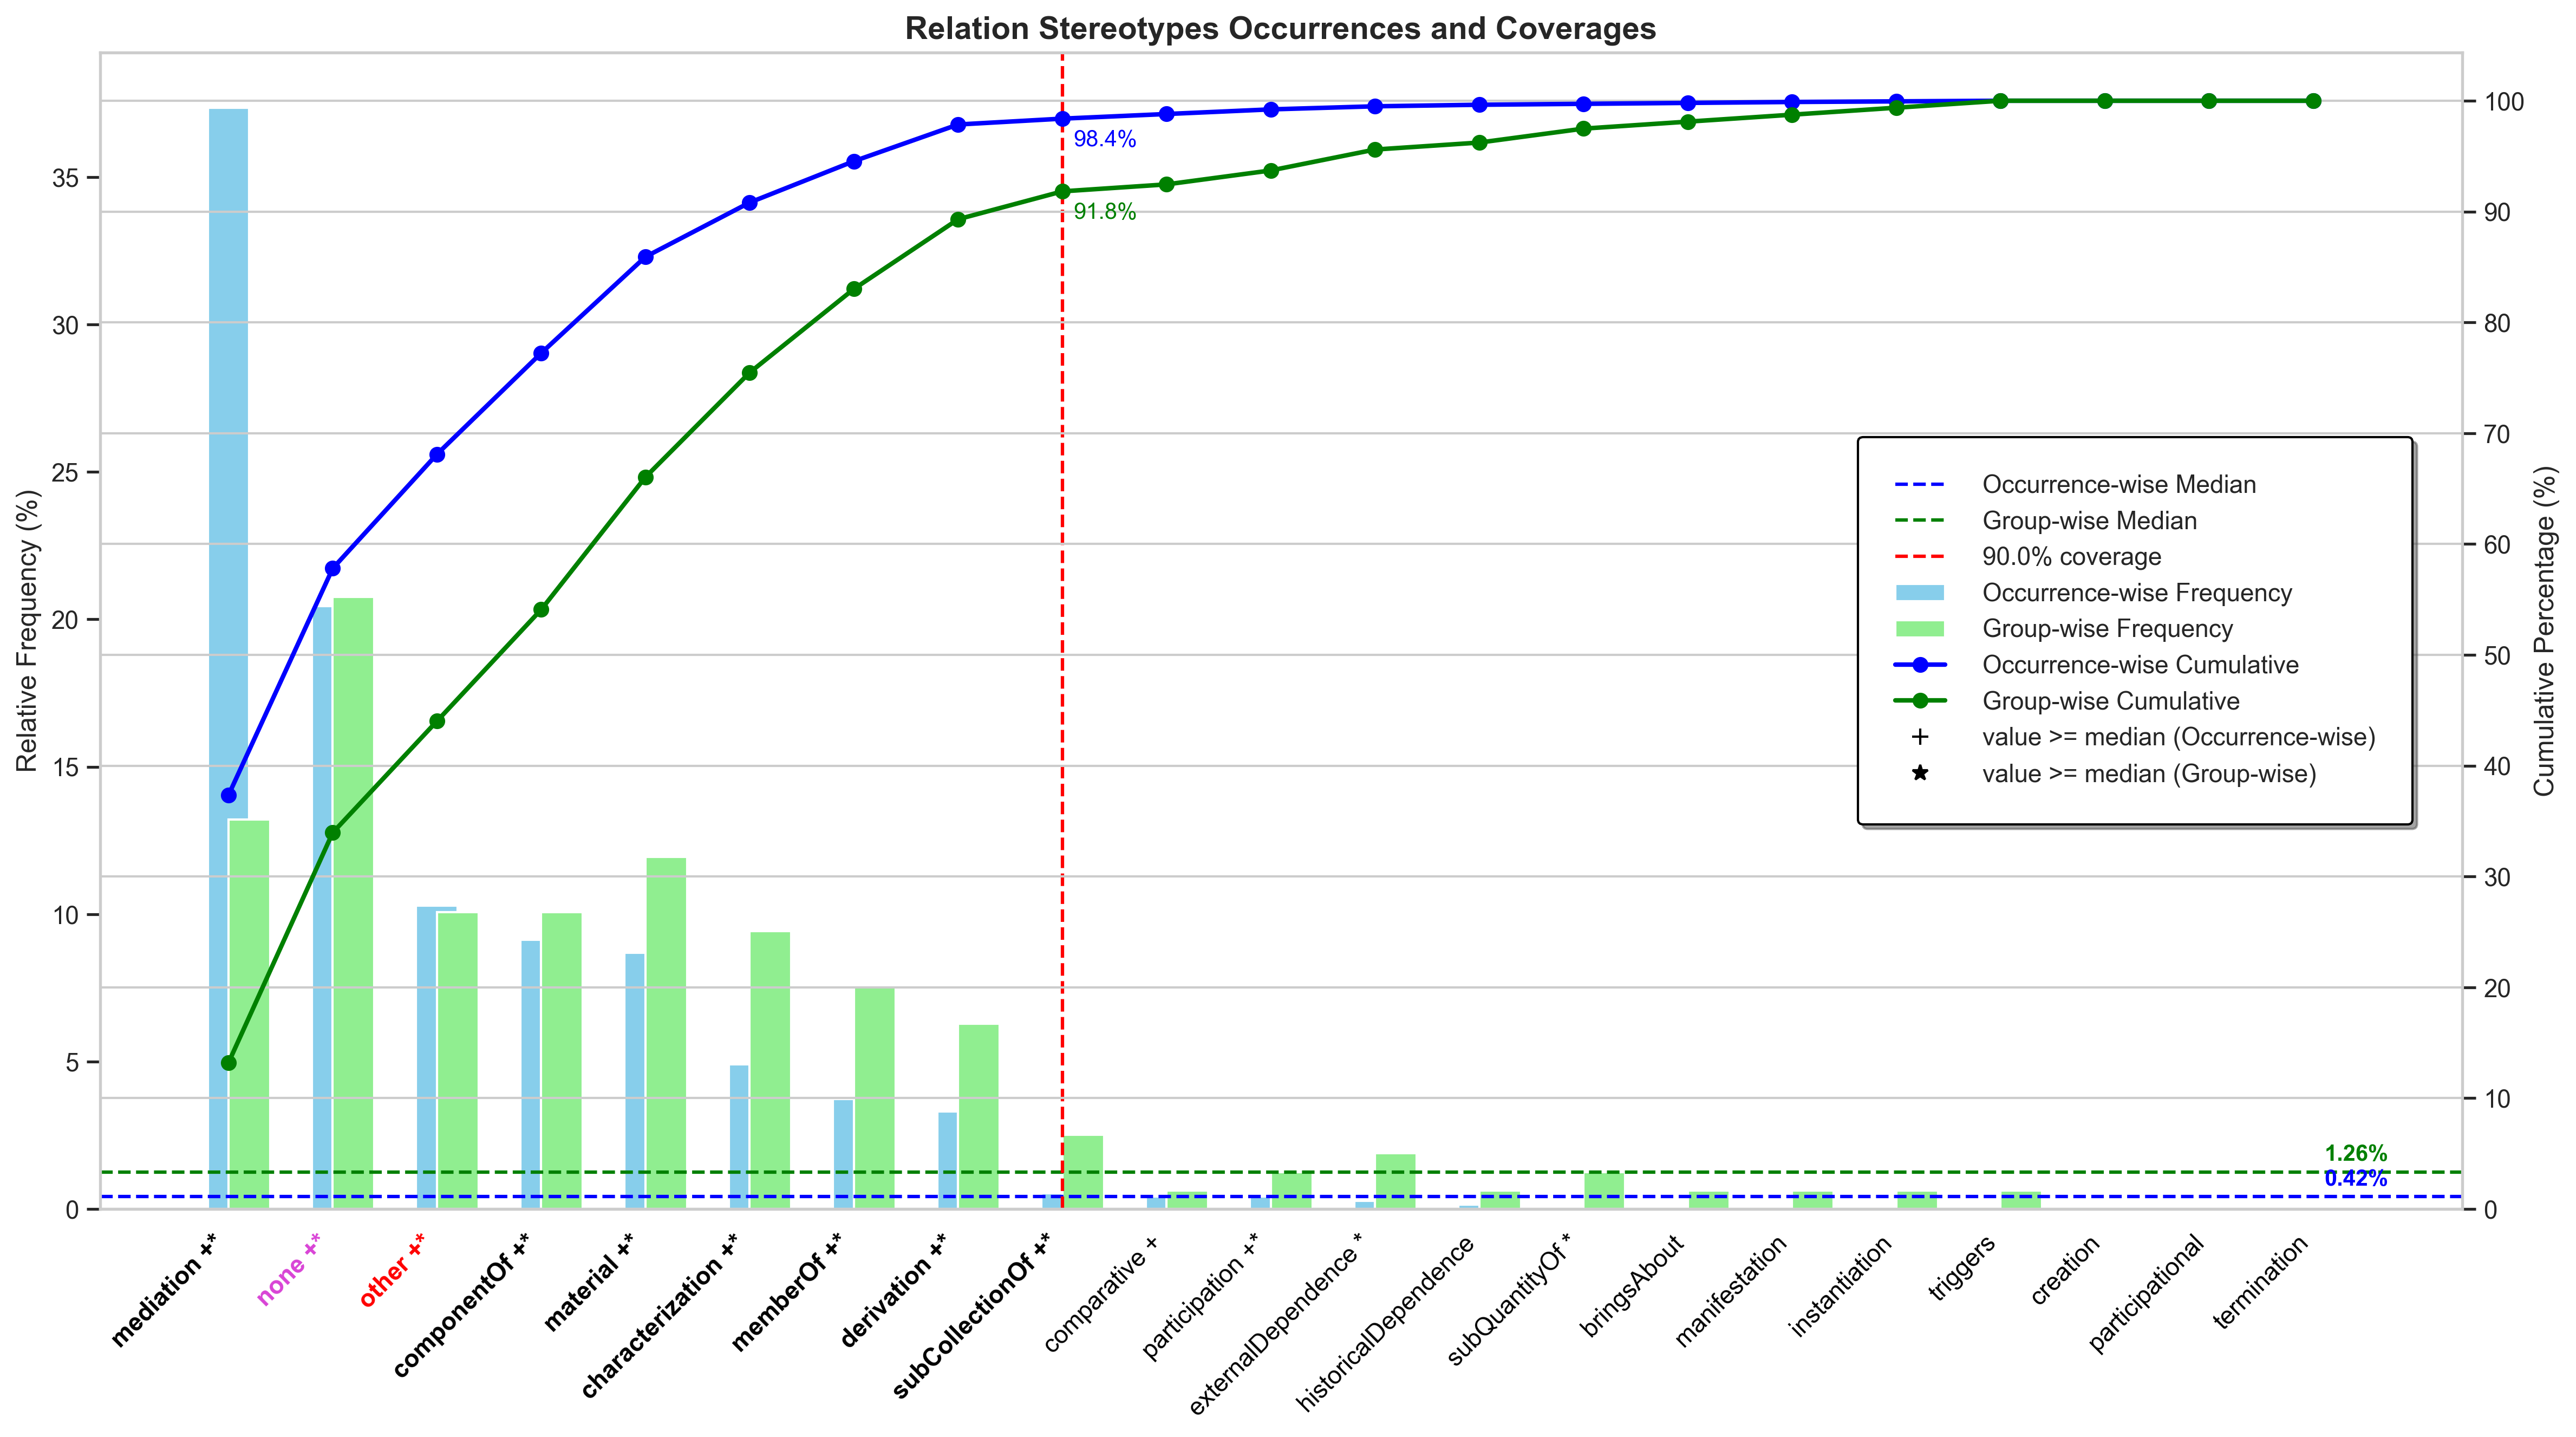 Relation Stereotypes Occurrences and Coverages
Relative Frequency (%)
35
30
25
20
15
10
5
0
98.4%
91.8%
1.26%
0.42%
Occurrence-wise Median
Group-wise Median
90.0% coverage
Occurrence-wise Frequency
Group-wise Frequency
Occurrence-wise Cumulative
Group-wise Cumulative
+ value >= median (Occurrence-wise)
★ value >= median (Group-wise)
100
90
80
70
60
50
40
30
20
10
0
Cumulative Percentage (%)
mediation +*
none +*
other +*
componentOf +*
material +*
characterization +*
memberOf +*
derivation +*
subCollectionOf +*
comparative +
participation +*
externalDependence *
historicalDependence
subQuantityOf *
bringsAbout
manifestation
instantiation
triggers
creation
participational
termination